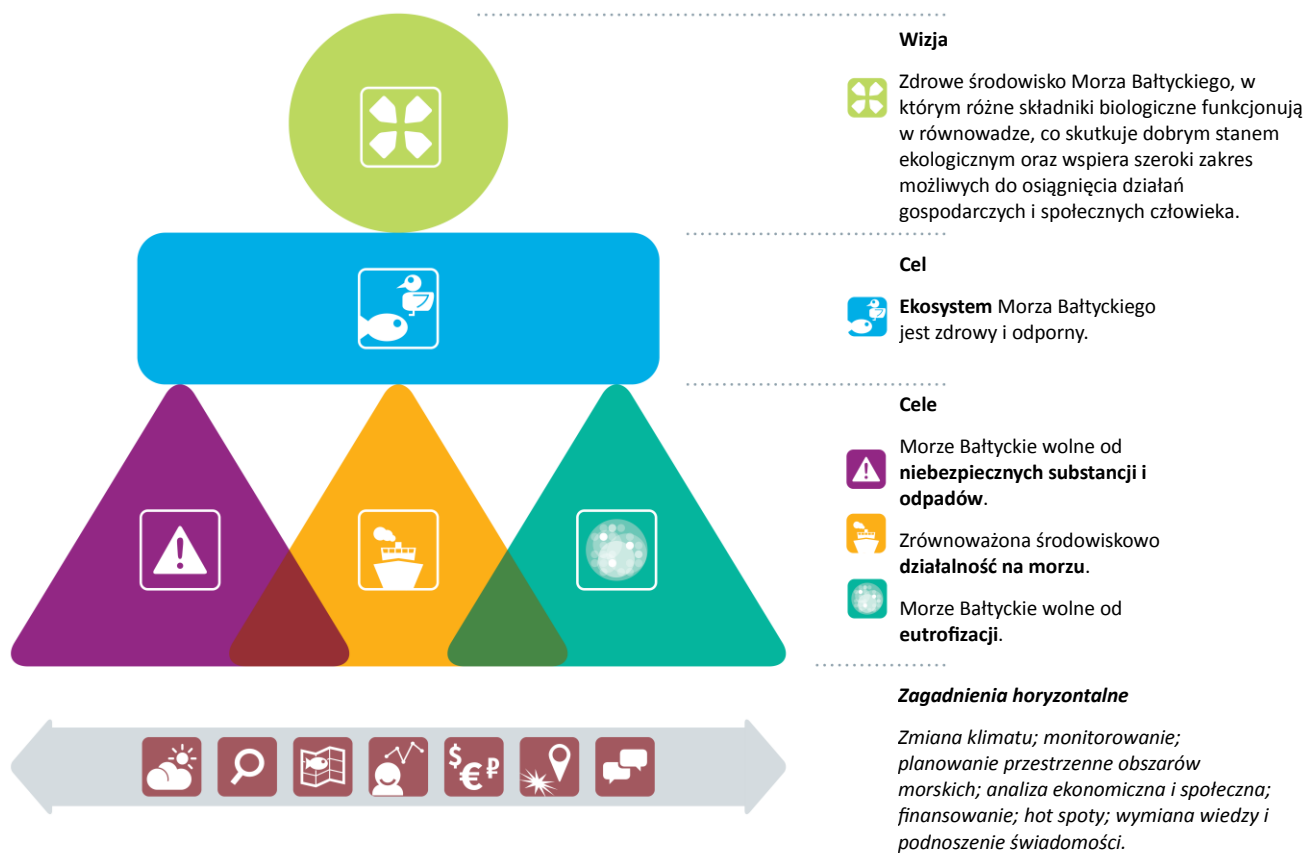 Wizja
Zdrowe środowisko Morza Bałtyckiego, w
którym różne składniki biologiczne funkcjonują
w równowadze, co skutkuje dobrym stanem
ekologicznym oraz wspiera szeroki zakres
możliwych do osiągnięcia działań
gospodarczych i społecznych człowieka.
Cel
Ekosystem Morza Bałtyckiego
jest zdrowy i odporny.
Cele
Morze Bałtyckie wolne od
niebezpiecznych substancji i
odpadów.
Zrównoważona środowiskowo
działalność na morzu.
Morze Bałtyckie wolne od
eutrofizacji.
Zagadnienia horyzontalne
Zmiana klimatu; monitorowanie;
planowanie przestrzenne obszarów
morskich; analiza ekonomiczna i społeczna;
finansowanie; hot spoty; wymiana wiedzy i
podnoszenie świadomości.
$ € ₽